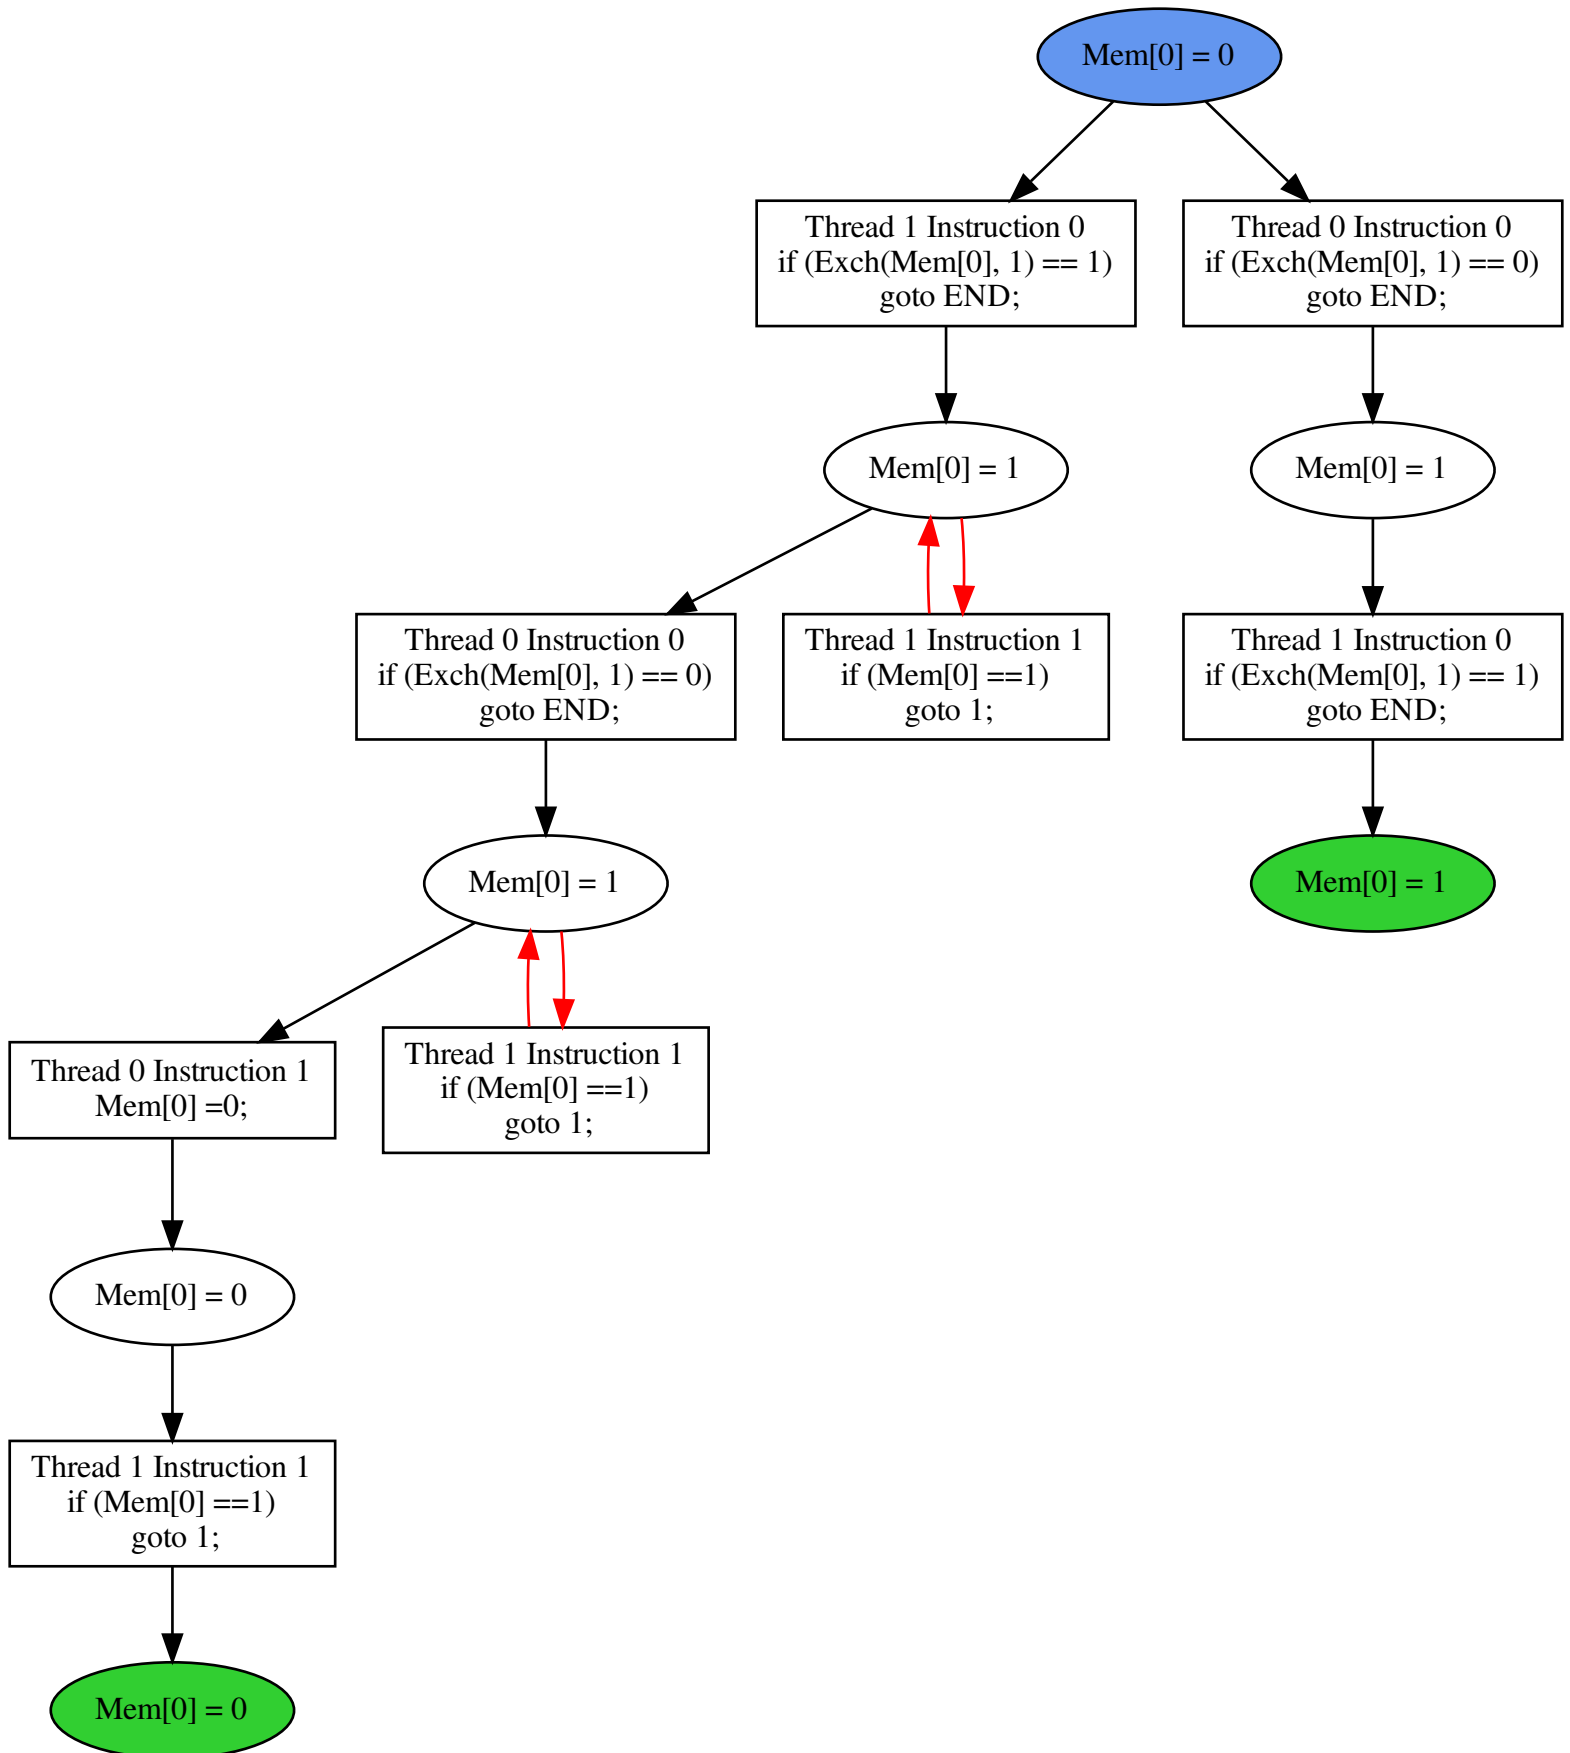 Mem[0] = 0
Thread 1 Instruction 0
if (Exch(Mem[0], 1) == 1)
goto END;
Thread 0 Instruction 0
if (Exch(Mem[0], 1) == 0)
goto END;
Mem[0] = 1
Mem[0] = 1
Thread 0 Instruction 0
if (Exch(Mem[0], 1) == 0)
goto END;
Thread 1 Instruction 1
if (Mem[0] ==1)
goto 1;
Thread 1 Instruction 0
if (Exch(Mem[0], 1) == 1)
goto END;
Mem[0] = 1
Mem[0] = 1
Thread 0 Instruction 1
Mem[0] =0;
Thread 1 Instruction 1
if (Mem[0] ==1)
goto 1;
Mem[0] = 0
Thread 1 Instruction 1
if (Mem[0] ==1)
goto 1;
Mem[0] = 0